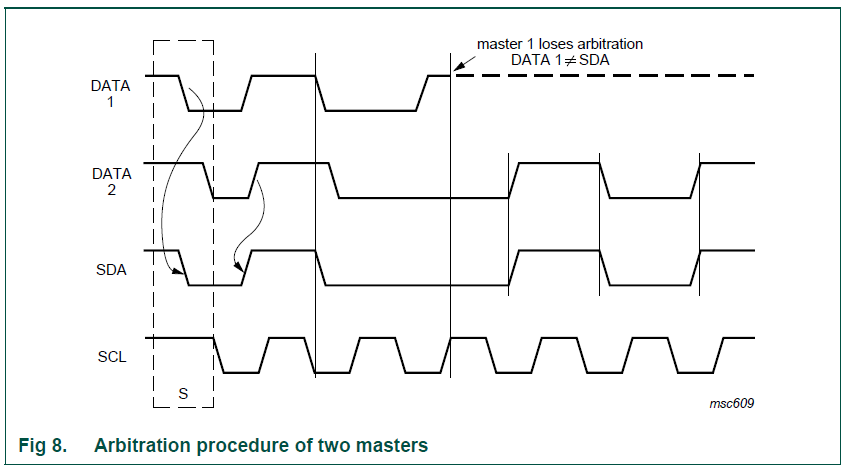 master 1 loses arbitration
DATA 1 ≠ SDA
DATA
1
DATA
2
SDA
SCL
S
msc609
Fig 8. Arbitration procedure of two masters